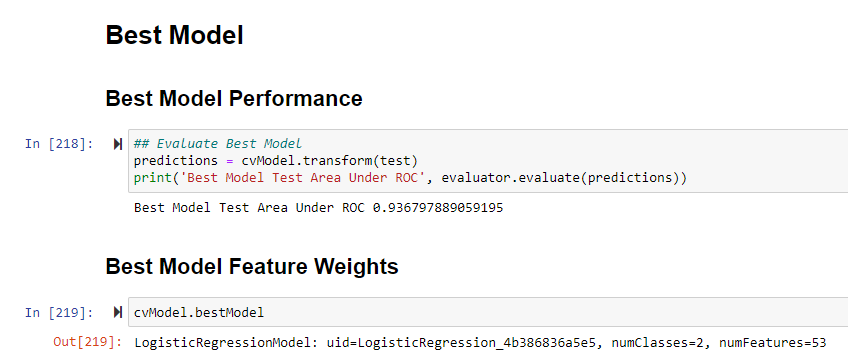 Best Model
Best Model Performance
In [218]:
## Evaluate Best Model
predictions = cvModel.transform(test)
print('Best Model Test Area Under ROC', evaluator.evaluate(predictions))
Best Model Test Area Under ROC 0.936797889059195
Best Model Feature Weights
In [219]:
cvModel.bestModel
Out[219]: LogisticRegressionModel: uid=LogisticRegression_4b386836a5e5, numClasses=2, numFeatures=53